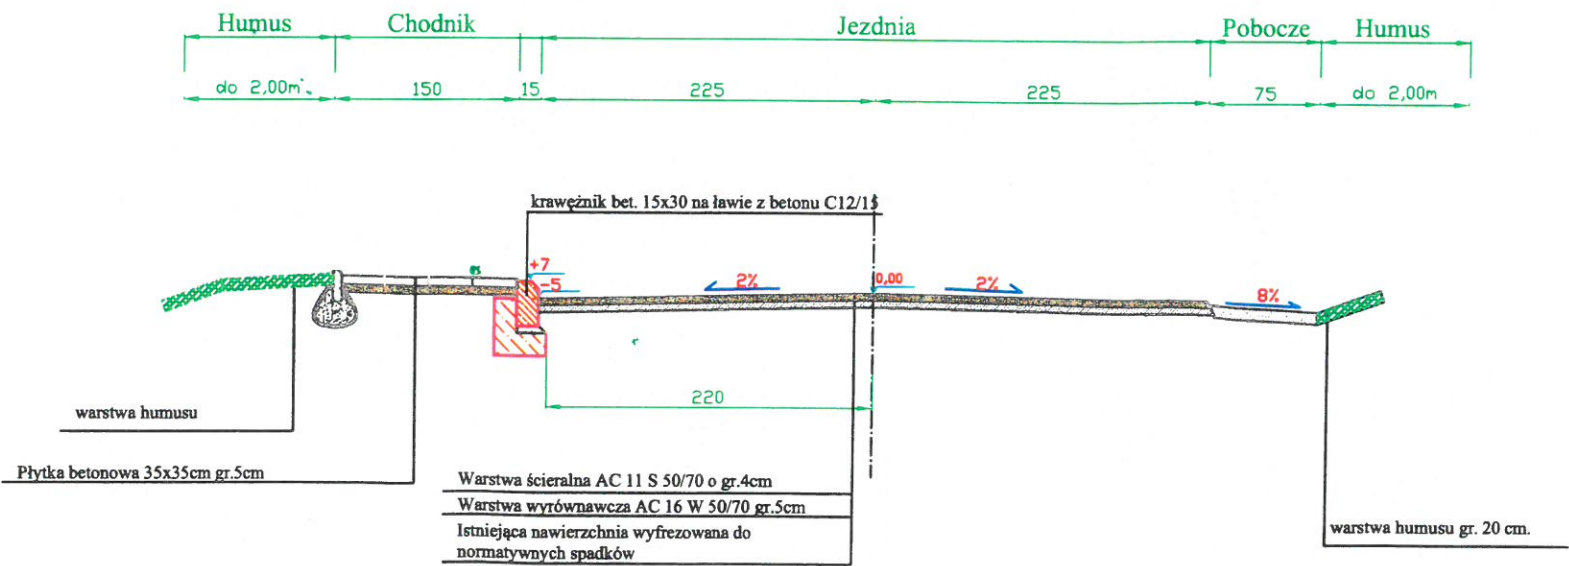 Humus Chodnik Jezdnia Pobocze Humus
do 2,00m. 150 15 225 225 75 do 2,00m
krawężnik bet. 15x30 na ławie z betonu C12/15
+7
-5
2% 0,00 2% 8%
220
warstwa humusu
Płytka betonowa 35x35cm gr.5cm
Warstwa ścieralna AC 11 S 50/70 o gr.4cm
Warstwa wyrównawcza AC 16 W 50/70 gr.5cm
Istniejąca nawierzchnia wyfrezowana do
normatywnych spadków
warstwa humusu gr. 20 cm.